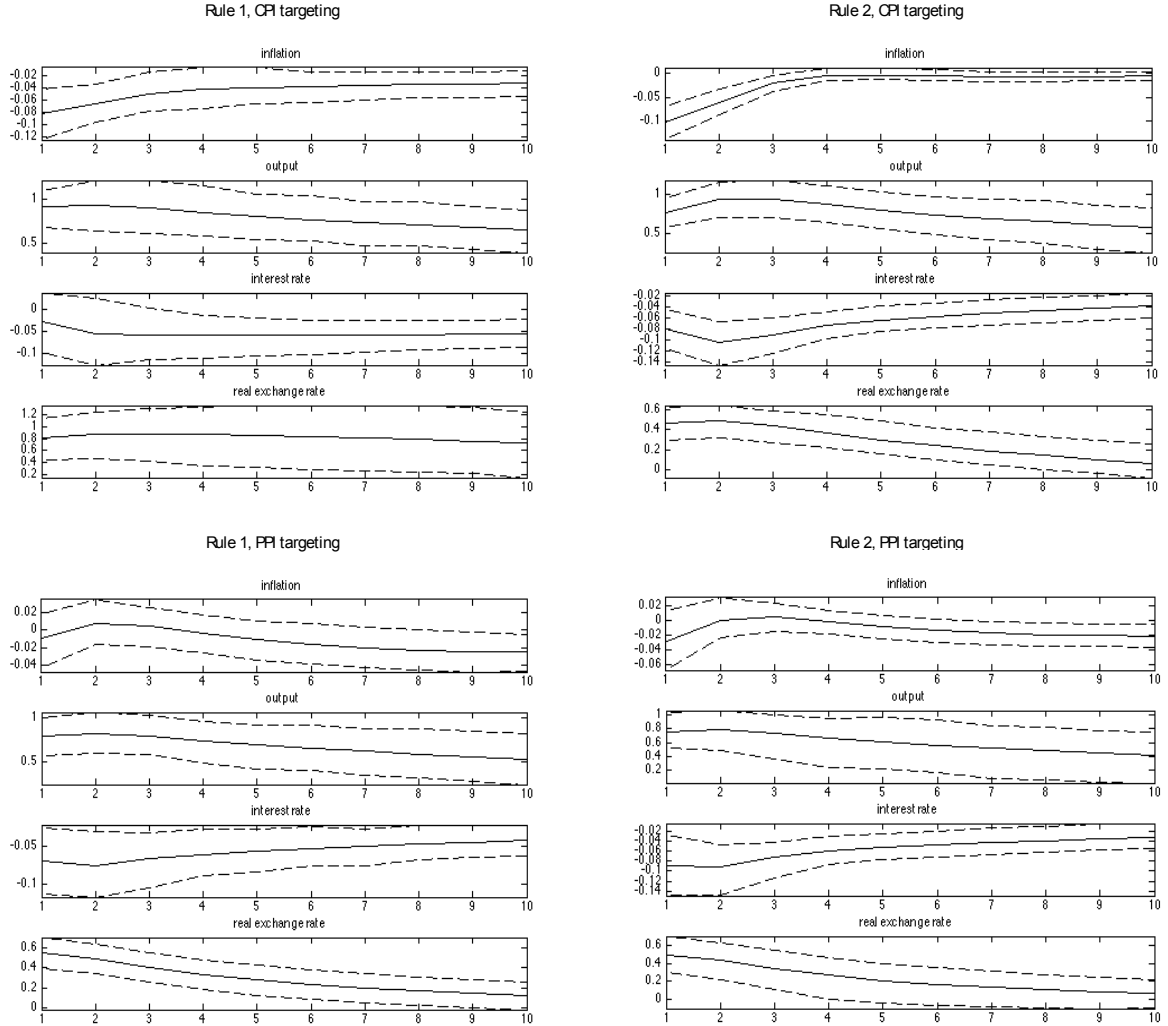 Rule 1, CPI targeting
inflation
-0.02
-0.04
-0.06
-0.08
-0.1
-0.12
1 2 3 4 5 6 7 8 9 10
output
1
0.5
1 2 3 4 5 6 7 8 9 10
interest rate
0
-0.05
-0.1
1 2 3 4 5 6 7 8 9 10
real exchange rate
1.2
1
0.8
0.6
0.4
0.2
1 2 3 4 5 6 7 8 9 10
Rule 2, CPI targeting
inflation
0
-0.05
-0.1
1 2 3 4 5 6 7 8 9 10
output
1
0.5
1 2 3 4 5 6 7 8 9 10
interest rate
-0.02
-0.04
-0.06
-0.08
-0.1
-0.12
-0.14
1 2 3 4 5 6 7 8 9 10
real exchange rate
0.6
0.4
0.2
0
1 2 3 4 5 6 7 8 9 10
Rule 1, PPI targeting
inflation
0.02
0
-0.02
-0.04
1 2 3 4 5 6 7 8 9 10
output
1
0.5
1 2 3 4 5 6 7 8 9 10
interest rate
-0.05
-0.1
1 2 3 4 5 6 7 8 9 10
real exchange rate
0.6
0.4
0.2
0
1 2 3 4 5 6 7 8 9 10
Rule 2, PPI targeting
inflation
0.02
0
-0.02
-0.04
-0.06
1 2 3 4 5 6 7 8 9 10
output
1
0.8
0.6
0.4
0.2
1 2 3 4 5 6 7 8 9 10
interest rate
-0.02
-0.04
-0.06
-0.08
-0.1
-0.12
-0.14
1 2 3 4 5 6 7 8 9 10
real exchange rate
0.6
0.4
0.2
0
1 2 3 4 5 6 7 8 9 10